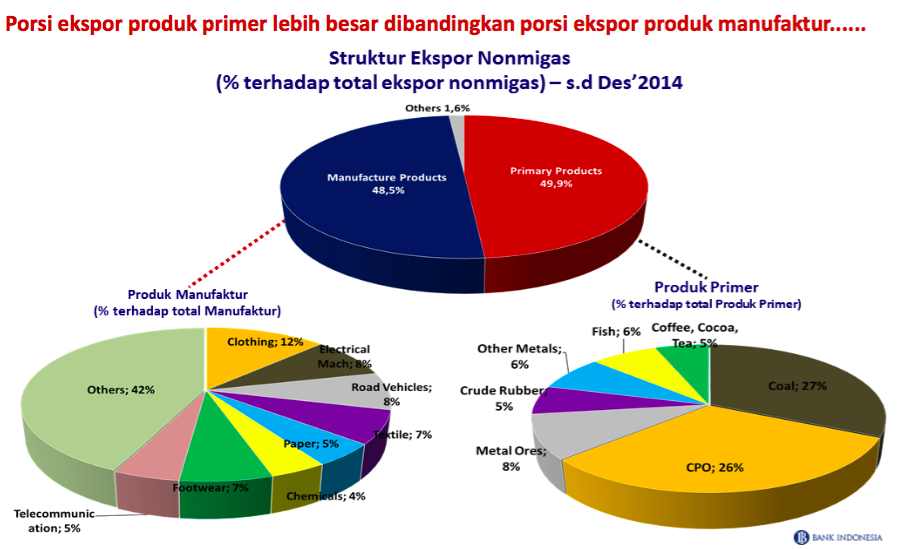 Porsi ekspor produk primer lebih besar dibandingkan porsi ekspor produk manufaktur......
Struktur Ekspor Nonmigas
(% terhadap total ekspor nonmigas) – s.d Des’2014
Others 1,6%
Manufacture Products
48,5%
Primary Products
49,9%
Produk Manufaktur
(% terhadap total Manufaktur)
Clothing; 12%
Electrical
Mach; 8%
Road Vehicles;
8%
Textile; 7%
Paper; 5%
Chemicals; 4%
Footwear; 7%
Telecommunic
ation; 5%
Others; 42%
Produk Primer
(% terhadap total Produk Primer)
Coal; 27%
CPO; 26%
Metal Ores;
8%
Crude Rubber;
5%
Other Metals;
6%
Fish; 6%
Coffee, Cocoa,
Tea; 5%
BANK INDONESIA